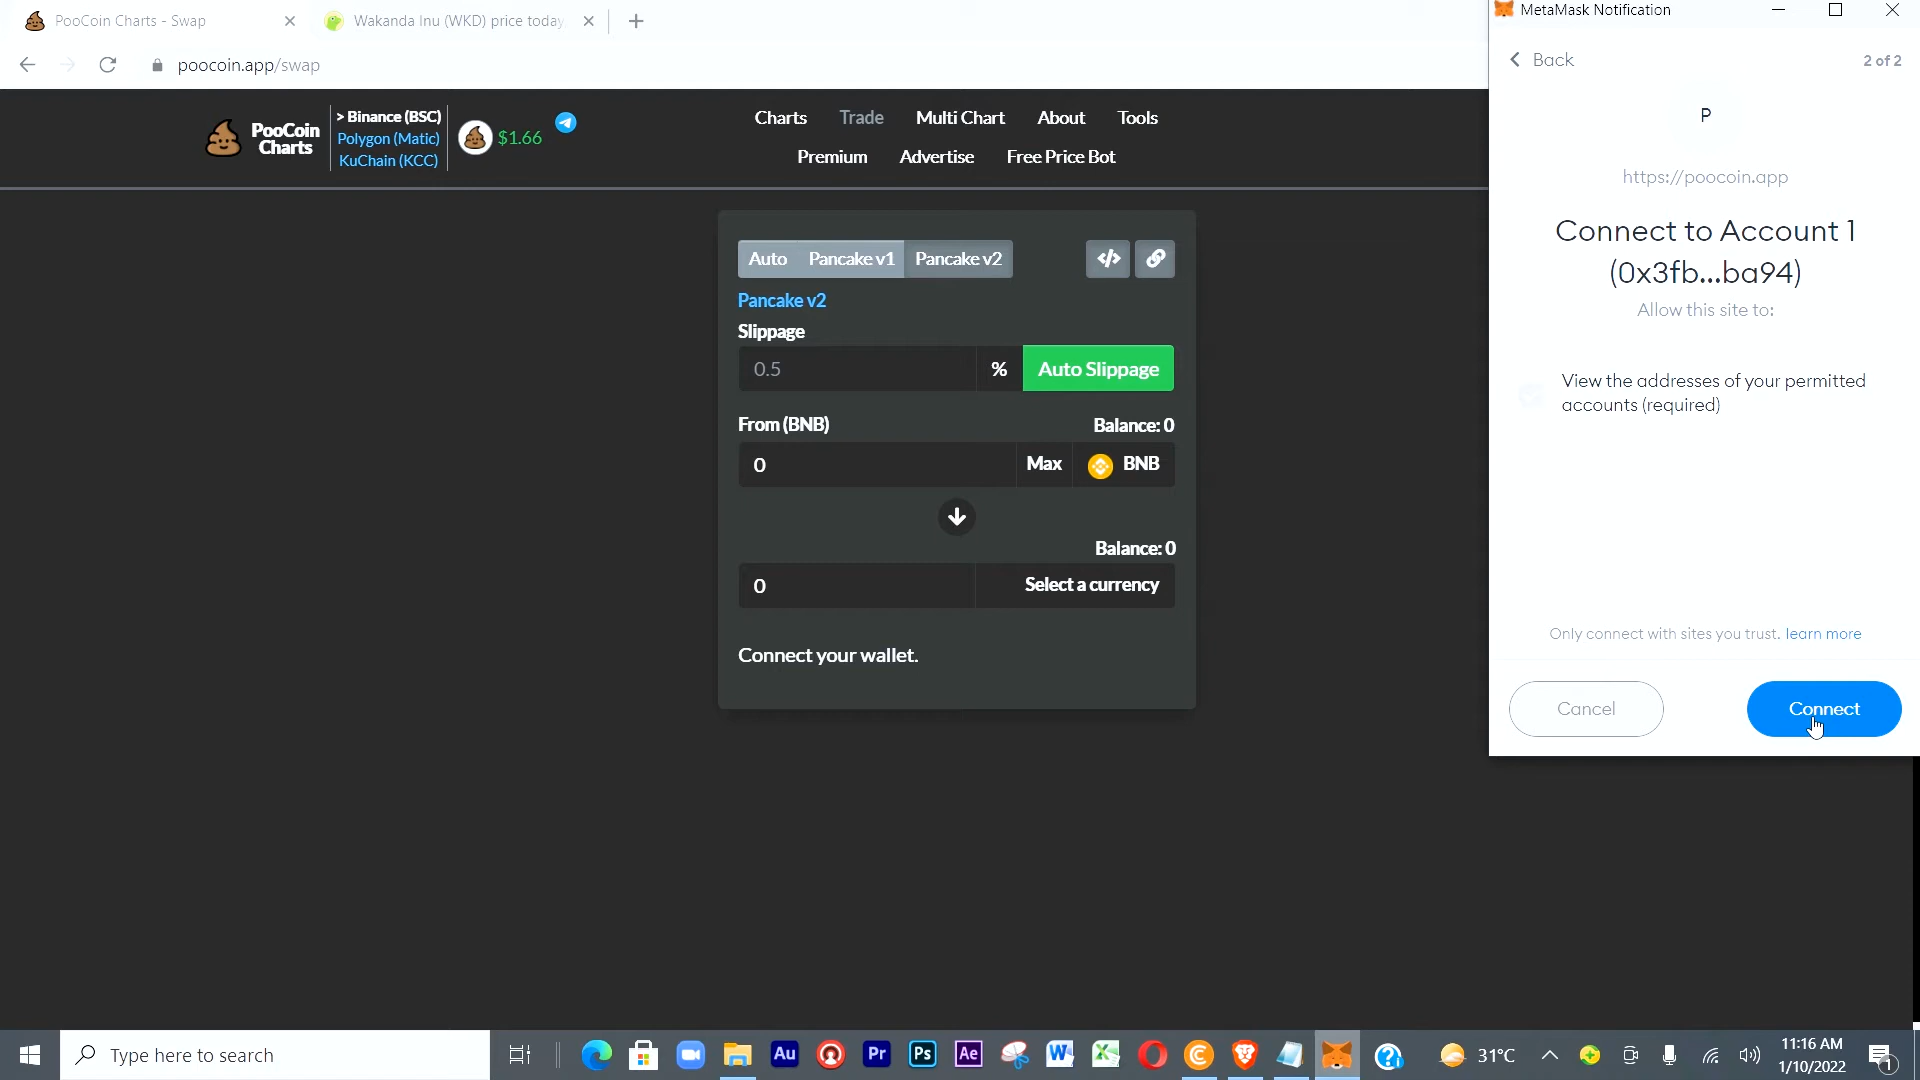 PooCoin Charts - Swap
Wakanda Inu (WKD) price today,
poocoin.app/swap
PooCoin
Charts
> Binance (BSC)
Polygon (Matic)
KuChain (KCC)
$1.66
Charts
Trade
Multi Chart
About
Tools
Premium
Advertise
Free Price Bot
Auto
Pancake v1
Pancake v2
Pancake v2
Slippage
0.5
%
Auto Slippage
From (BNB)
Balance: 0
0
Max
BNB
Balance: 0
0
Select a currency
Connect your wallet.
MetaMask Notification
Back
2 of 2
P
https://poocoin.app
Connect to Account 1
(0x3fb...ba94)
Allow this site to:
View the addresses of your permitted
accounts (required)
Only connect with sites you trust. learn more
Cancel
Connect
Type here to search
Au
Pr
Ps
Ae
31°C
11:16 AM
1/10/2022
1